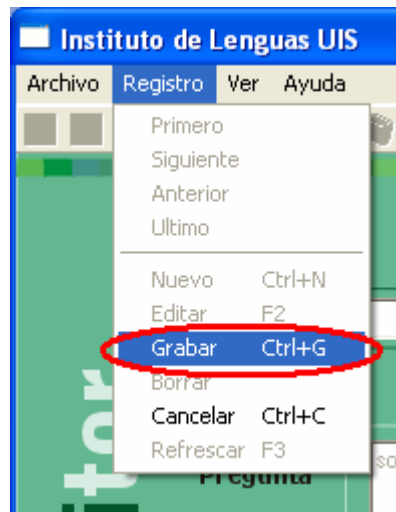 Instituto de Lenguas UIS
Archivo Registro Ver Ayuda
Primero
Siguiente
Anterior
Ultimo
Nuevo Ctrl+N
Editar F2
Grabar Ctrl+G
Borrar
Cancelar Ctrl+C
Refrescar F3
Pregunta